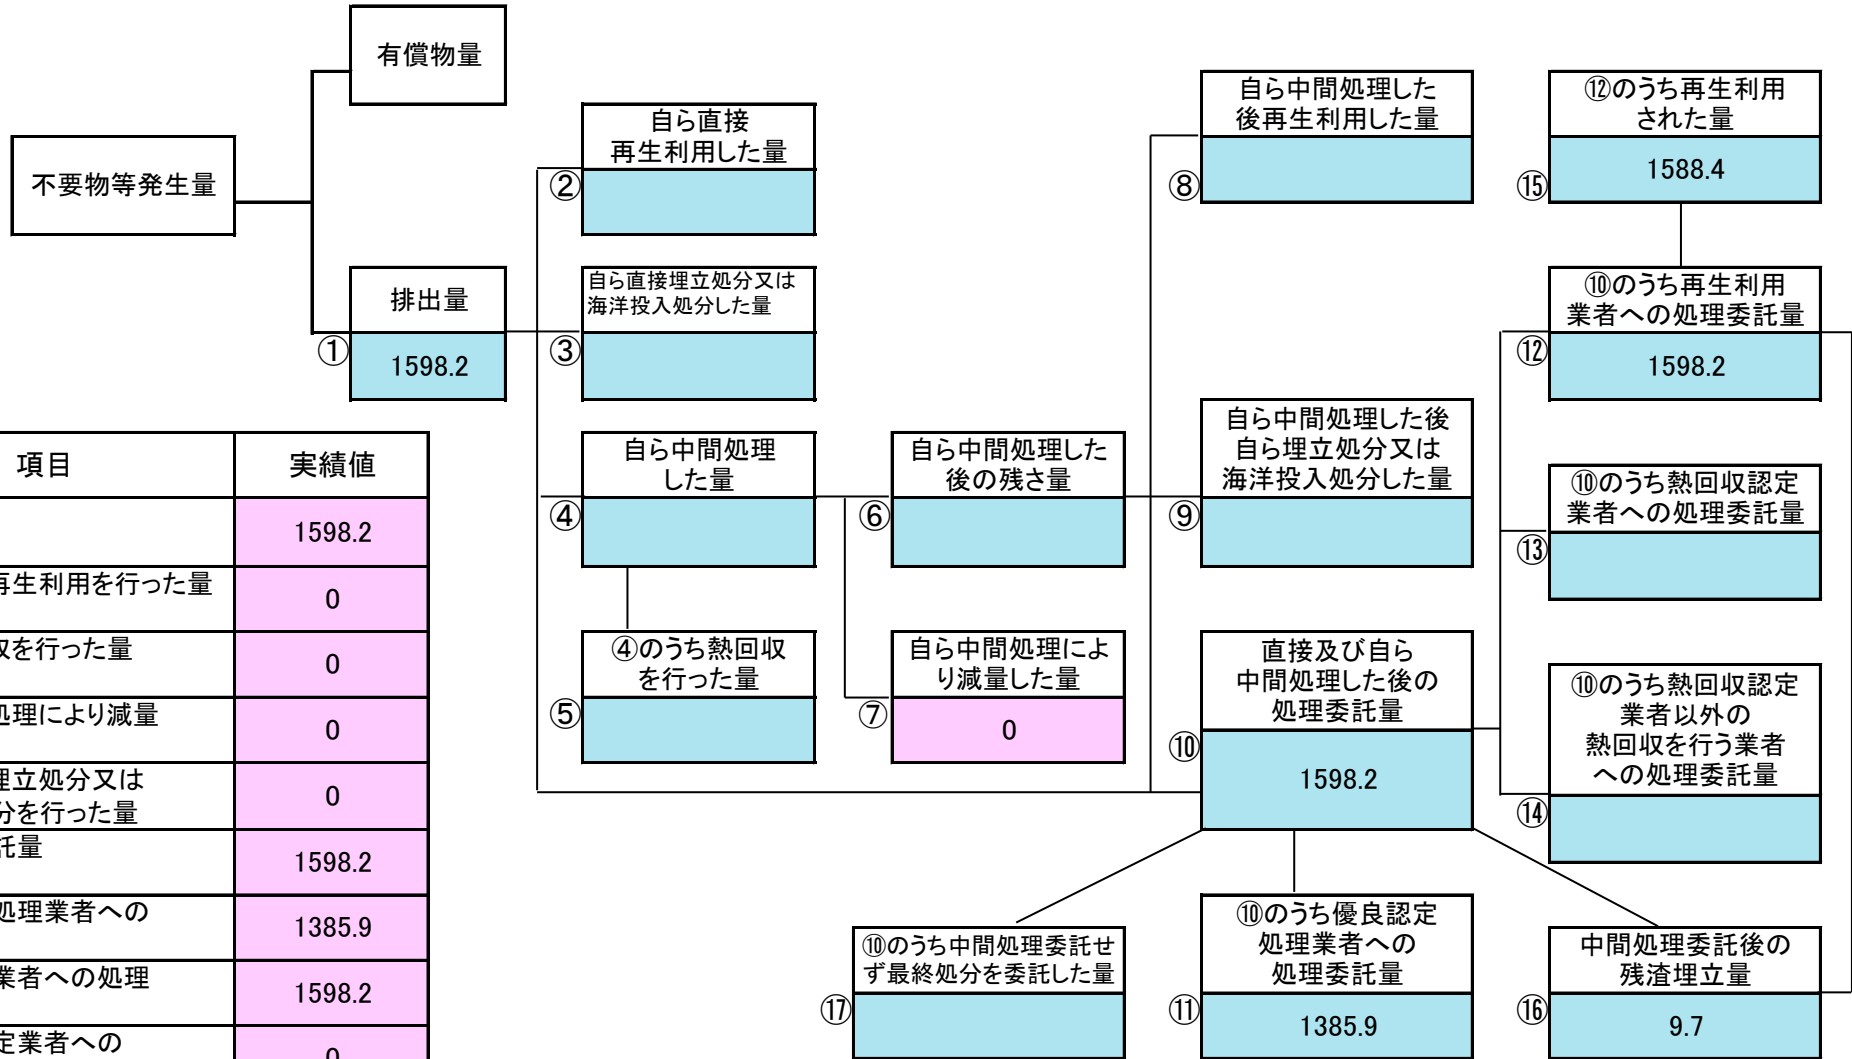 有償物量
不要物等発生量
排出量
①
1598.2
自ら直接
再生利用した量
②
自ら直接埋立処分又は
海洋投入処分した量
③
自ら中間処理
した量
④
④のうち熱回収
を行った量
⑤
自ら中間処理した
後の残さ量
⑥
自ら中間処理によ
り減量した量
⑦
0
自ら中間処理した
後再生利用した量
⑧
自ら中間処理した後
自ら埋立処分又は
海洋投入処分した量
⑨
直接及び自ら
中間処理した後の
処理委託量
⑩
1598.2
⑫のうち再生利用
された量
⑮
1588.4
⑩のうち再生利用
業者への処理委託量
⑫
1598.2
⑩のうち熱回収認定
業者への処理委託量
⑬
⑩のうち熱回収認定
業者以外の
熱回収を行う業者
への処理委託量
⑭
⑩のうち中間処理委託せ
ず最終処分を委託した量
⑰
⑩のうち優良認定
処理業者への
処理委託量
⑪
1385.9
中間処理委託後の
残渣埋立量
⑯
9.7
項目 実績値
1598.2
再生利用を行った量 0
を行った量 0
処理により減量 0
埋立処分又は
分を行った量 0
託量 1598.2
処理業者への 1385.9
業者への処理 1598.2
定業者への 0